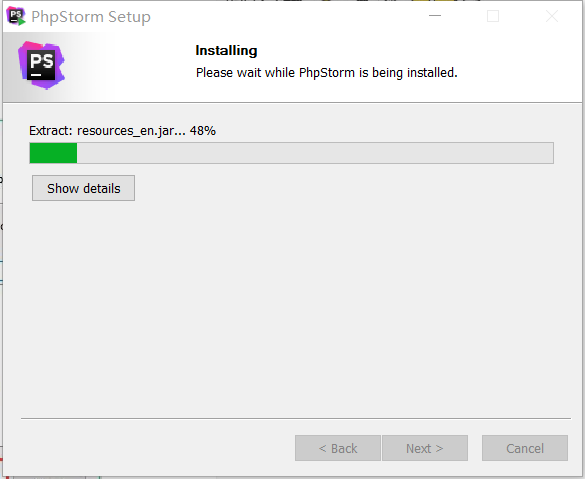 PhpStorm Setup
PS
Installing
Please wait while PhpStorm is being installed.
Extract: resources_en.jar... 48%
Show details
< Back
Next >
Cancel